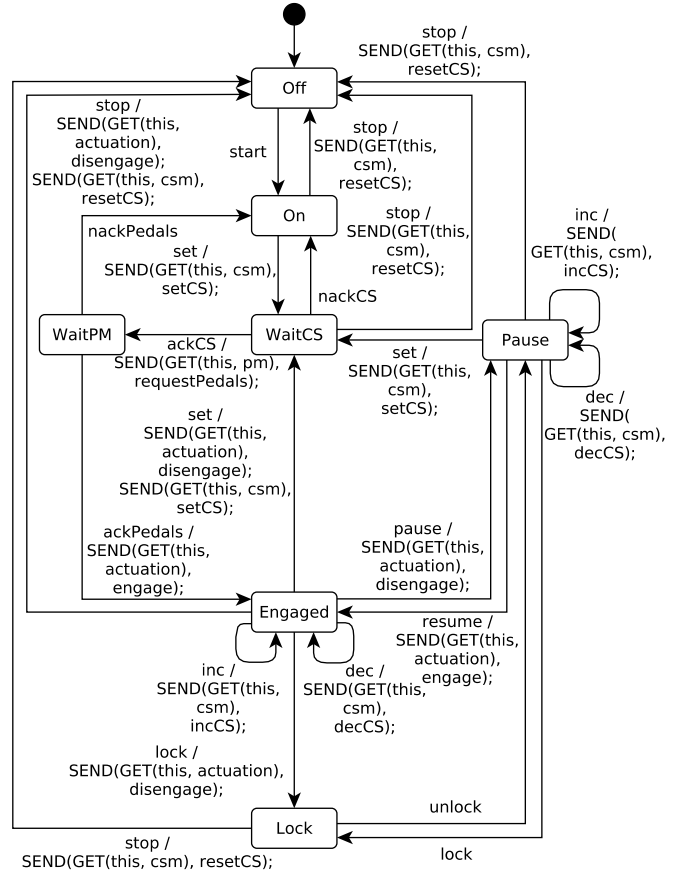 stop /
SEND(GET(this, csm),
resetCS);
Off
stop /
SEND(GET(this,
actuation),
disengage);
SEND(GET(this, csm),
resetCS);
start
stop /
SEND(GET(this,
csm),
resetCS);
On
nackPedals
stop /
SEND(GET(this,
csm),
resetCS);
inc /
SEND(
GET(this, csm),
incCS);
set /
SEND(GET(this, csm),
setCS);
nackCS
WaitPM
WaitCS
Pause
ackCS /
SEND(GET(this, pm),
requestPedals);
set /
SEND(GET(this,
csm),
setCS);
dec /
SEND(
GET(this, csm),
decCS);
set /
SEND(GET(this,
actuation),
disengage);
SEND(GET(this, csm),
setCS);
ackPedals /
SEND(GET(this,
actuation),
engage);
pause /
SEND(GET(this,
actuation),
disengage);
Engaged
resume /
SEND(GET(this,
actuation),
engage);
inc /
SEND(GET(this,
csm),
incCS);
dec /
SEND(GET(this,
csm),
decCS);
lock /
SEND(GET(this, actuation),
disengage);
unlock
Lock
lock
stop /
SEND(GET(this, csm), resetCS);